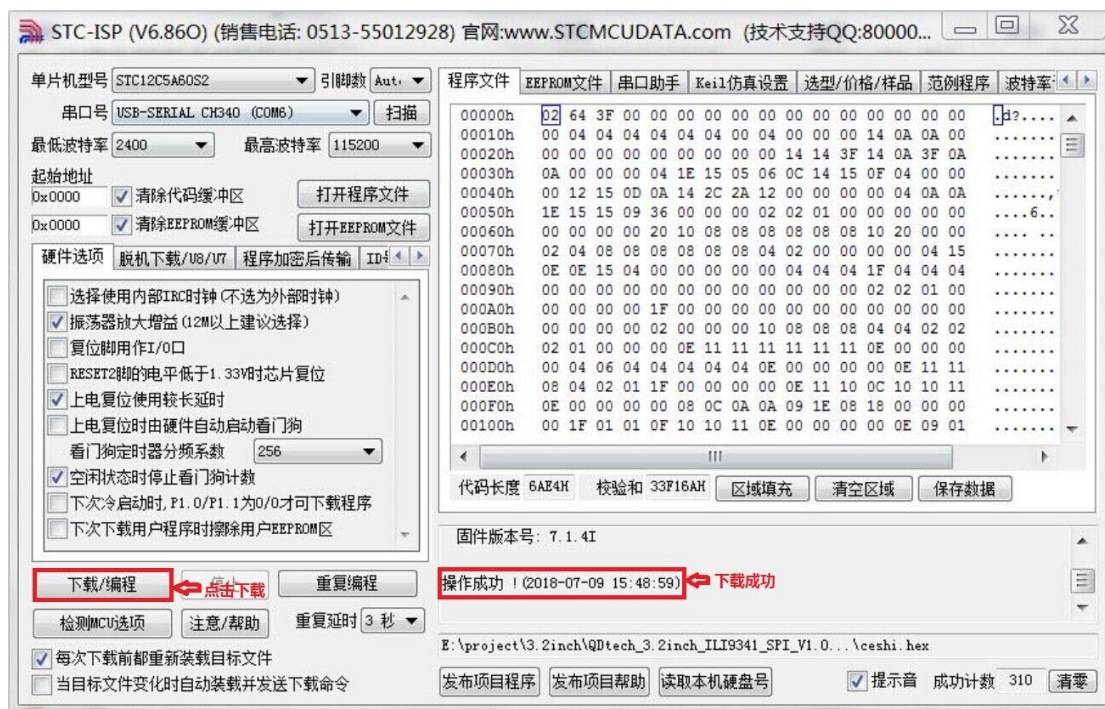 STC-ISP (V6.86O) (销售电话: 0513-55012928) 官网:www.STCMCUDATA.com (技术支持QQ:80000...
单片机型号 STC12C5A60S2 引脚数 Aut
串口号 USB-SERIAL CH340 (COM6) 扫描
最低波特率 2400 最高波特率 115200
起始地址
0x0000 清除代码缓冲区 打开程序文件
0x0000 清除EEPROM缓冲区 打开EEPROM文件
硬件选项 脱机下载/U8/U7 程序加密后传输
选择使用内部IRC时钟(不选为外部时钟)
振荡器放大增益(12M以上建议选择)
复位脚用作I/O口
RESET2脚的电平低于1.33V时芯片复位
上电复位使用较长延时
上电复位时由硬件自动启动看门狗
看门狗定时器分频系数 256
空闲状态时停止看门狗计数
下次冷启动时,P1.0/P1.1为0/0才可下载程序
下次下载用户程序时擦除用户EEPROM区
下载/编程 点击下载 重复编程
检测MCU选项 注意/帮助 重复延时 3 秒
每次下载前都重新装载目标文件
当目标文件变化时自动装载并发送下载命令
程序文件 EEPROM文件 串口助手 Keil仿真设置 选型/价格/样品 范例程序 波特率
00000h 02 64 3F 00 00 00 00 00 00 00 00 00 00 00 00 00 .d?....
00010h 00 04 04 04 04 04 04 00 04 00 00 00 14 0A 0A 00 .......
00020h 00 00 00 00 00 00 00 00 00 14 14 3F 14 0A 3F 0A .......
00030h 0A 00 00 00 04 1E 15 05 06 0C 14 15 0F 04 00 00 .......
00040h 00 12 15 0D 0A 14 2C 2A 12 00 00 00 00 04 0A 0A ......,
00050h 1E 15 15 09 36 00 00 00 02 02 01 00 00 00 00 00 ....6..
00060h 00 00 00 00 20 10 08 08 08 08 08 08 10 20 00 00 .... ..
00070h 02 04 08 08 08 08 08 04 02 00 00 00 00 00 04 15 .......
00080h 0E 0E 15 04 00 00 00 00 00 04 04 04 1F 04 04 04 .......
00090h 00 00 00 00 00 00 00 00 00 00 00 00 02 02 01 00 .......
000A0h 00 00 00 00 1F 00 00 00 00 00 00 00 00 00 00 00 .......
000B0h 00 00 00 00 02 00 00 00 10 08 08 08 04 04 02 02 .......
000C0h 02 01 00 00 00 0E 11 11 11 11 11 11 0E 00 00 00 .......
000D0h 00 04 06 04 04 04 04 04 0E 00 00 00 00 0E 11 11 .......
000E0h 08 04 02 01 1F 00 00 00 00 0E 11 10 0C 10 10 11 .......
000F0h 0E 00 00 00 00 08 0C 0A 0A 09 1E 08 18 00 00 00 .......
00100h 00 1F 01 01 0F 10 10 11 0E 00 00 00 00 0E 09 01 .......
代码长度 6AE4H 校验和 33F16AH 区域填充 清空区域 保存数据
固件版本号: 7.1.4I
操作成功 !(2018-07-09 15:48:59) 下载成功
E:\project\3.2inch\QDtech_3.2inch_ILI9341_SPI_V1.0...\ceshi.hex
发布项目程序 发布项目帮助 读取本机硬盘号 提示音 成功计数 310 清零